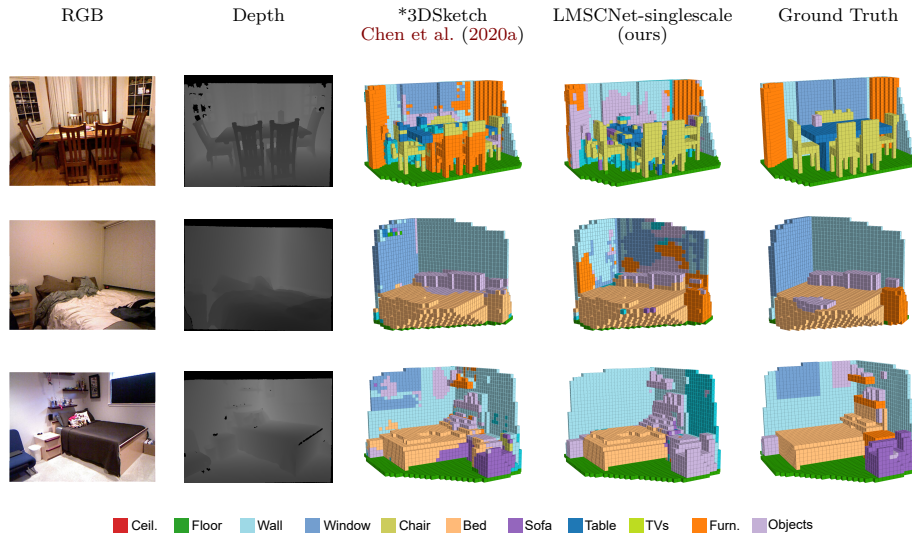 RGB
Depth
*3DSketch
Chen et al. (2020a)
LMSCNet-singlescale
(ours)
Ground Truth
Ceil. Floor Wall Window Chair Bed Sofa Table TVs Furn. Objects